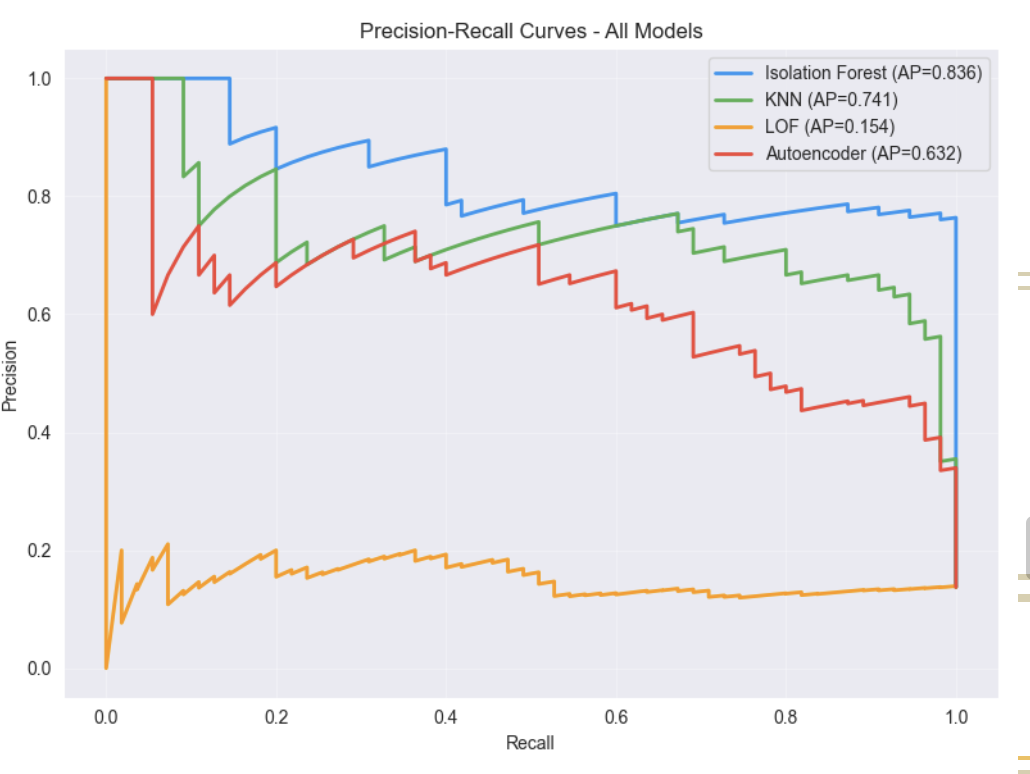 Precision-Recall Curves - All Models
Isolation Forest (AP=0.836)
KNN (AP=0.741)
LOF (AP=0.154)
Autoencoder (AP=0.632)
Precision
1.0
0.8
0.6
0.4
0.2
0.0
0.0 0.2 0.4 0.6 0.8 1.0
Recall